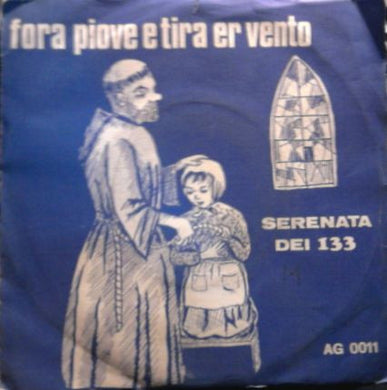 fora piove e tira er vento
SERENATA
DEI 133
AG 0011